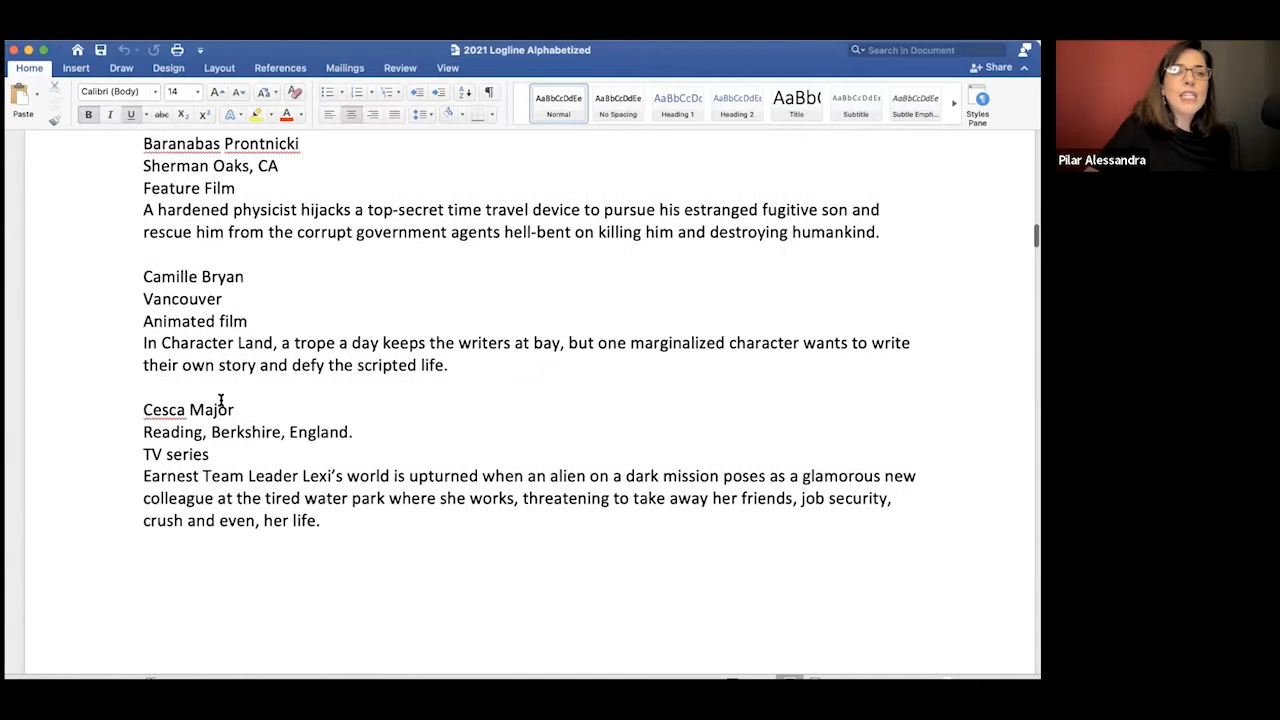 2021 Logline Alphabetized
Search in Document
Home Insert Draw Design Layout References Mailings Review View
Share
Paste
Calibri (Body) 14
AaBbCcDdEe AaBbCcDdEe AaBbCcDc AaBbCcDdEe AaBb( AaBbCcDdEe AaBbCcDdEe
Normal No Spacing Heading 1 Heading 2 Title Subtitle Subtle Emph...
Styles
Pane
Pilar Alessandra
Baranabas Prontnicki
Sherman Oaks, CA
Feature Film
A hardened physicist hijacks a top-secret time travel device to pursue his estranged fugitive son and
rescue him from the corrupt government agents hell-bent on killing him and destroying humankind.
Camille Bryan
Vancouver
Animated film
In Character Land, a trope a day keeps the writers at bay, but one marginalized character wants to write
their own story and defy the scripted life.
Cesca Major
Reading, Berkshire, England.
TV series
Earnest Team Leader Lexi’s world is upturned when an alien on a dark mission poses as a glamorous new
colleague at the tired water park where she works, threatening to take away her friends, job security,
crush and even, her life.